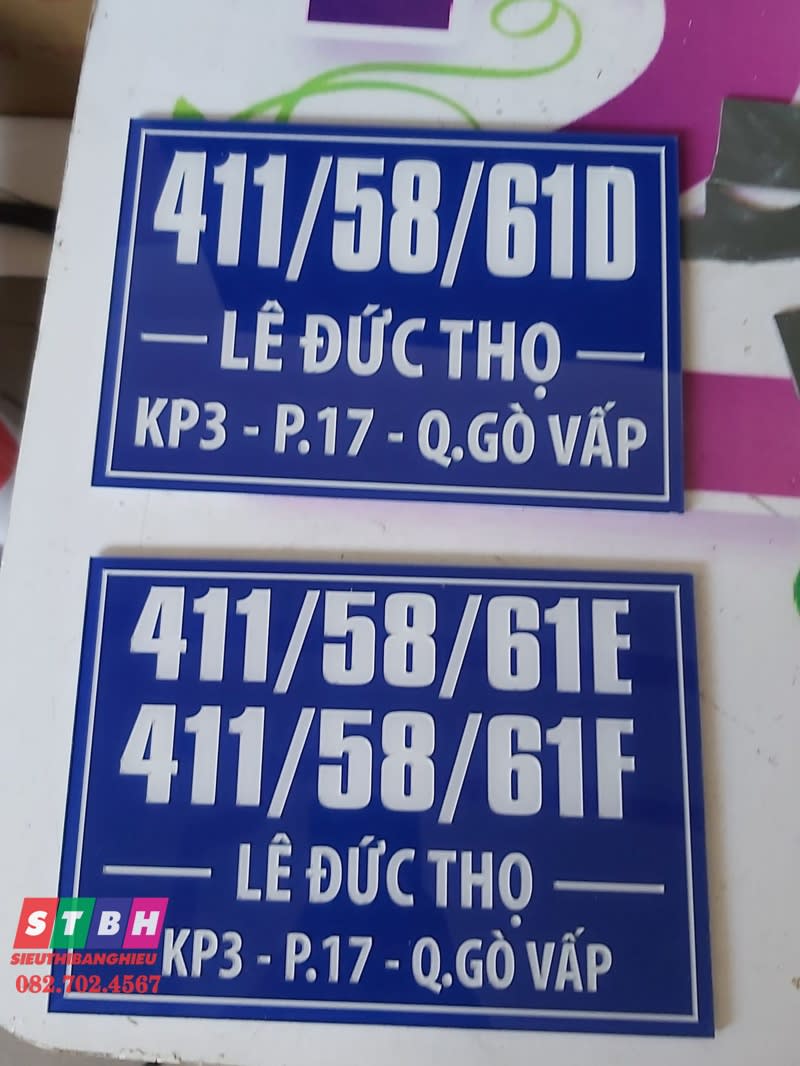 411/58/61D
LÊ ĐỨC THỌ
KP3 - P.17 - Q.GÒ VẤP
411/58/61E
411/58/61F
LÊ ĐỨC THỌ
KP3 - P.17 - Q.GÒ VẤP
STBH
SIEUTHIBANGHIEU
082.702.4567